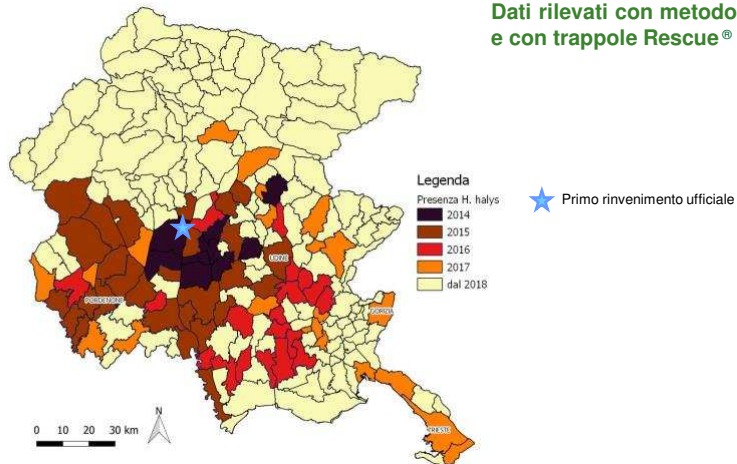 Dati rilevati con metodo
e con trappole Rescue®
Legenda
Presenza H. halys
2014
2015
2016
2017
dal 2018
Primo rinvenimento ufficiale
UDINE
PORDENONE
GORIZIA
TRIESTE
N
0 10 20 30 km